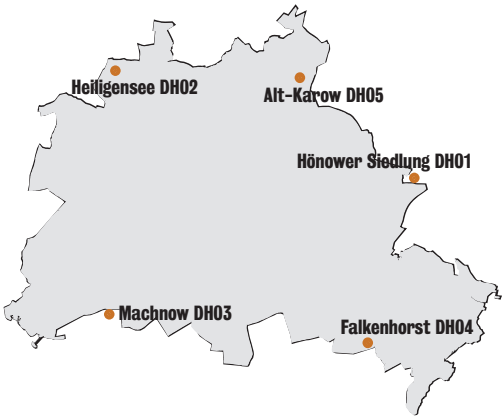 Heiligensee DH02
Alt-Karow DH05
Hönower Siedlung DH01
Machnow DH03
Falkenhorst DH04